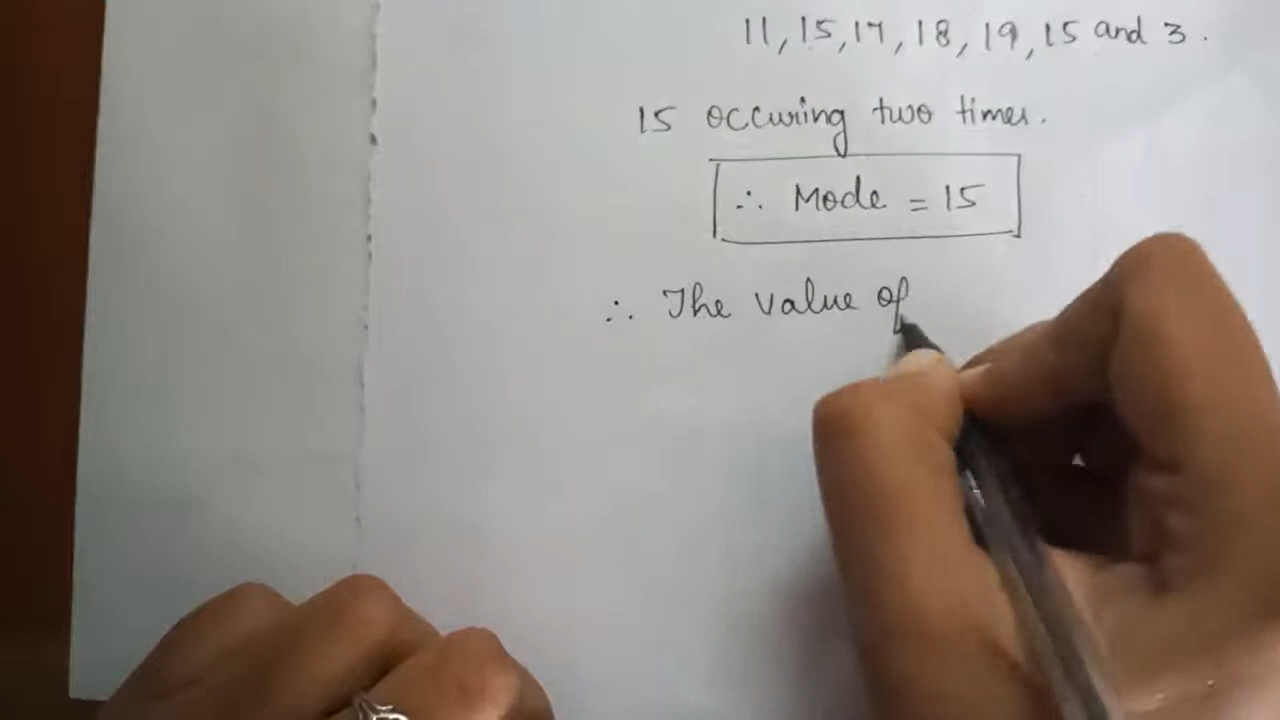 11, 15, 17, 18, 19, 15 and 3.
15 occuring two times.
∴ Mode = 15
∴ The value of